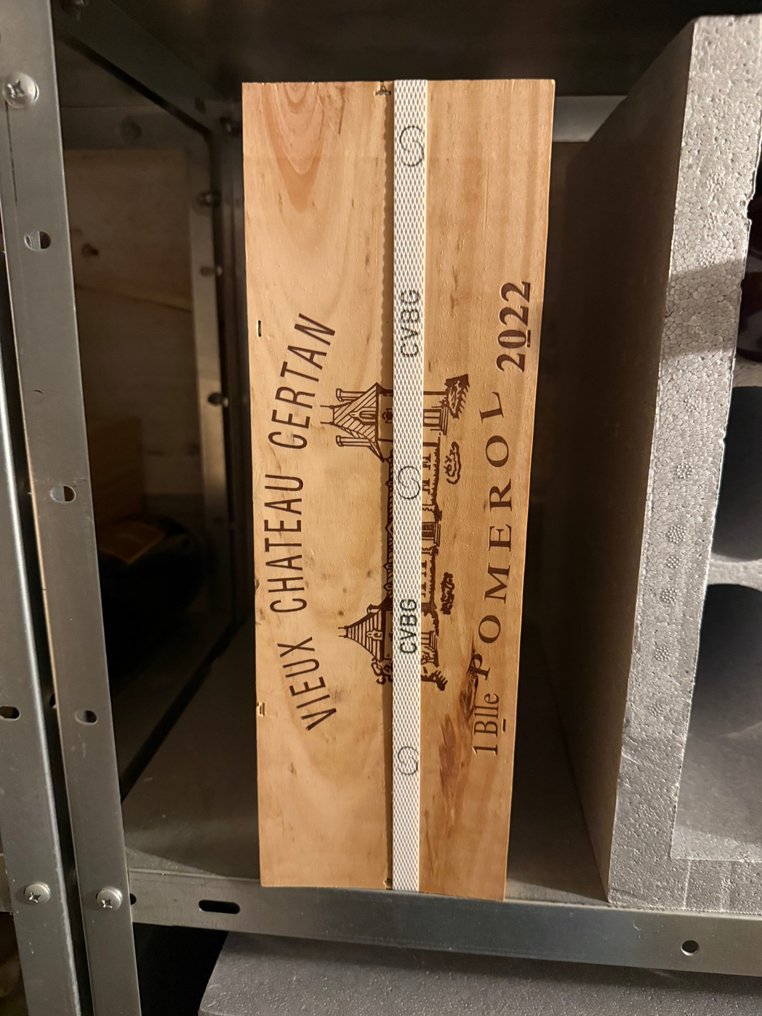 VIEUX CHATEAU CERTAN
CVBG
CVBG
POMEROL
1 Blle
2022